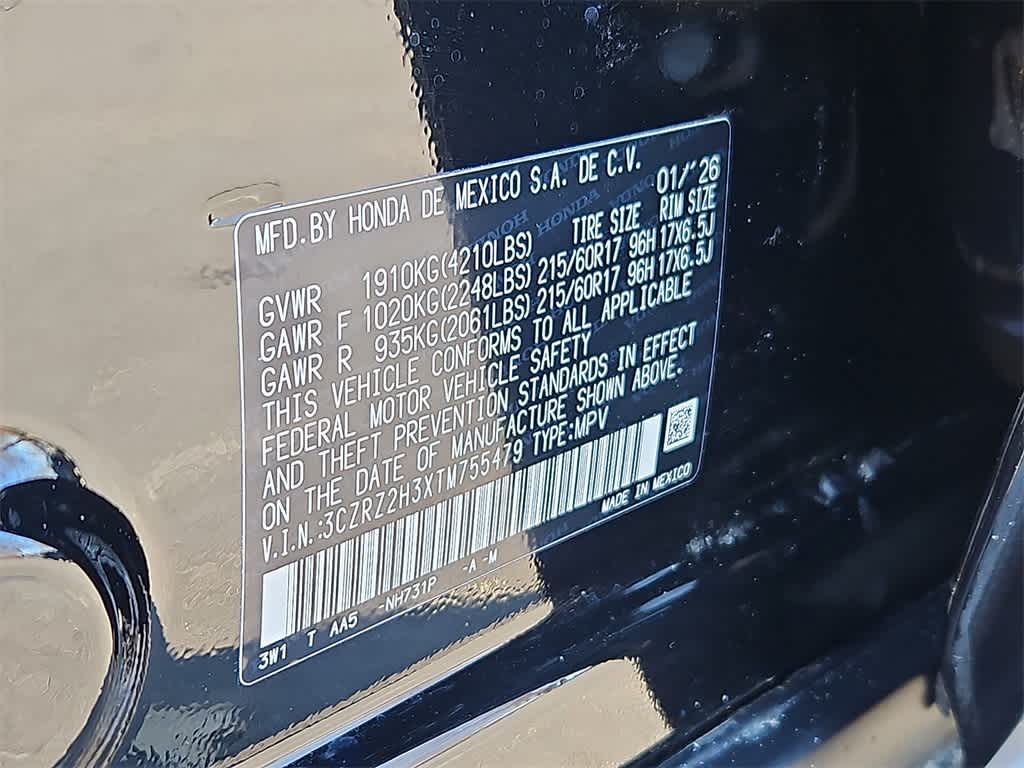 MFD.BY HONDA DE MEXICO S.A. DE C.V. 01/'26
TIRE SIZE RIM SIZE
GVWR 1910KG(4210LBS)
GAWR F 1020KG(2248LBS) 215/60R17 96H 17X6.5J
GAWR R 935KG(2061LBS) 215/60R17 96H 17X6.5J
THIS VEHICLE CONFORMS TO ALL APPLICABLE
FEDERAL MOTOR VEHICLE SAFETY
AND THEFT PREVENTION STANDARDS IN EFFECT
ON THE DATE OF MANUFACTURE SHOWN ABOVE.
V.I.N.:3CZRZ2H3XTM755479 TYPE:MPV
3W1 T AA5 -NH731P -A -M MADE IN MEXICO